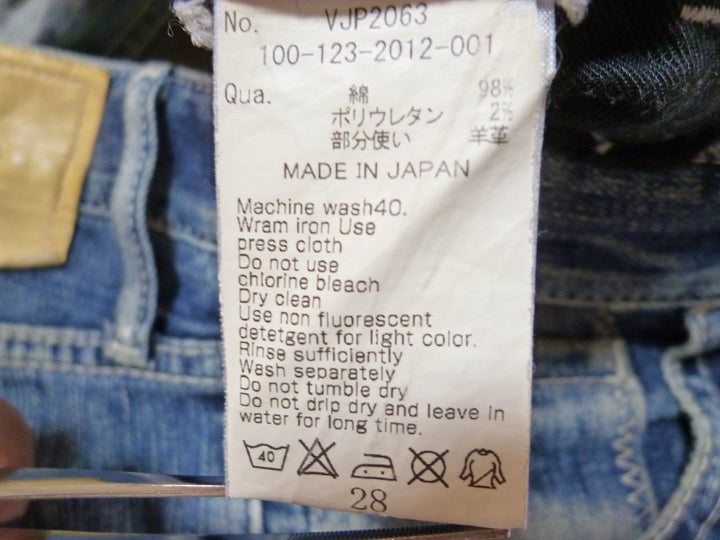 No. VJP2063
100-123-2012-001
Qua. 綿 98%
ポリウレタン 2%
部分使い 羊革
MADE IN JAPAN
Machine wash40.
Wram iron Use
press cloth
Do not use
chlorine bleach
Dry clean
Use non fluorescent
detetgent for light color.
Rinse sufficiently
Wash separately
Do not tumble dry
Do not drip dry and leave in
water for long time.
40
28